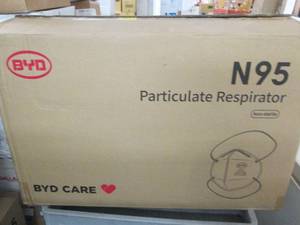 BYD
N95
Particulate Respirator
BYD CARE